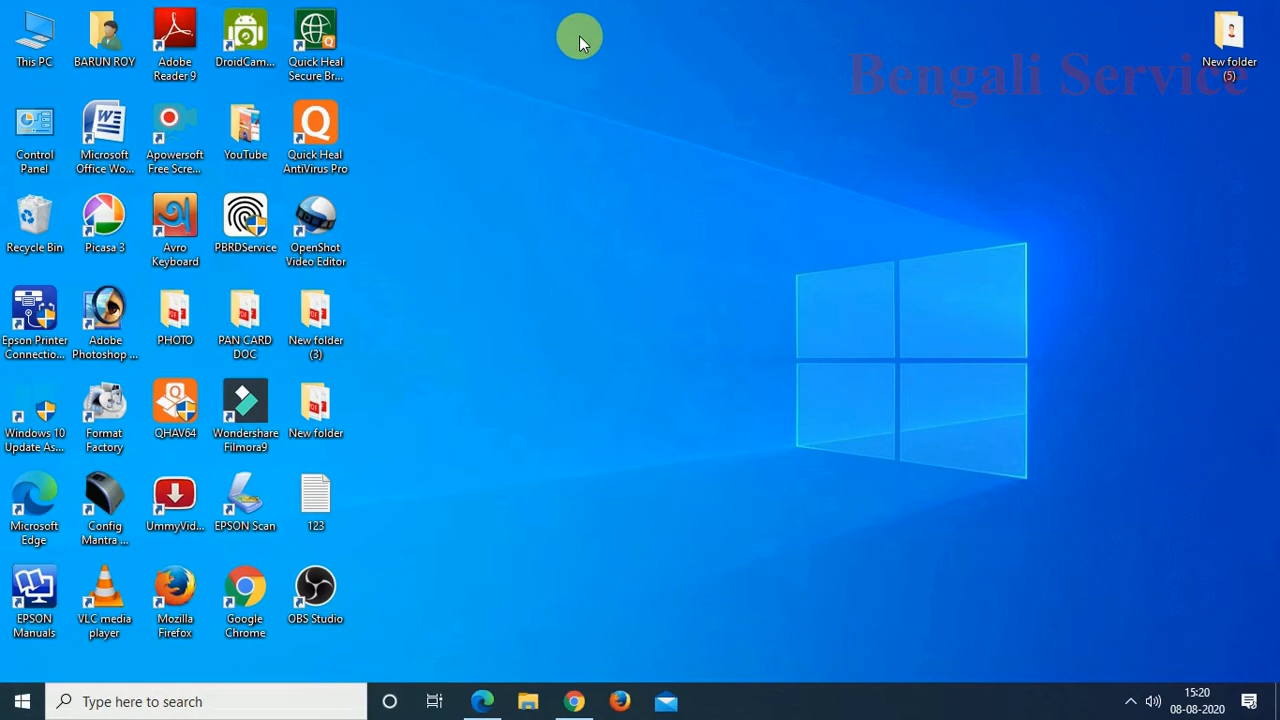 This PC
BARUN ROY
Adobe
Reader 9
DroidCam...
Quick Heal
Secure Br...
New folder
(5)
Bengali Service
Control
Panel
Microsoft
Office Wo...
Apowersoft
Free Scre...
YouTube
Quick Heal
AntiVirus Pro
Recycle Bin
Picasa 3
Avro
Keyboard
PBRDService
OpenShot
Video Editor
Epson Printer
Connectio...
Adobe
Photoshop ...
PHOTO
PAN CARD
DOC
New folder
(3)
Windows 10
Update As...
Format
Factory
QHAV64
Wondershare
Filmora9
New folder
Microsoft
Edge
Config
Mantra ...
UmmyVid...
EPSON Scan
123
EPSON
Manuals
VLC media
player
Mozilla
Firefox
Google
Chrome
OBS Studio
Type here to search
15:20
08-08-2020